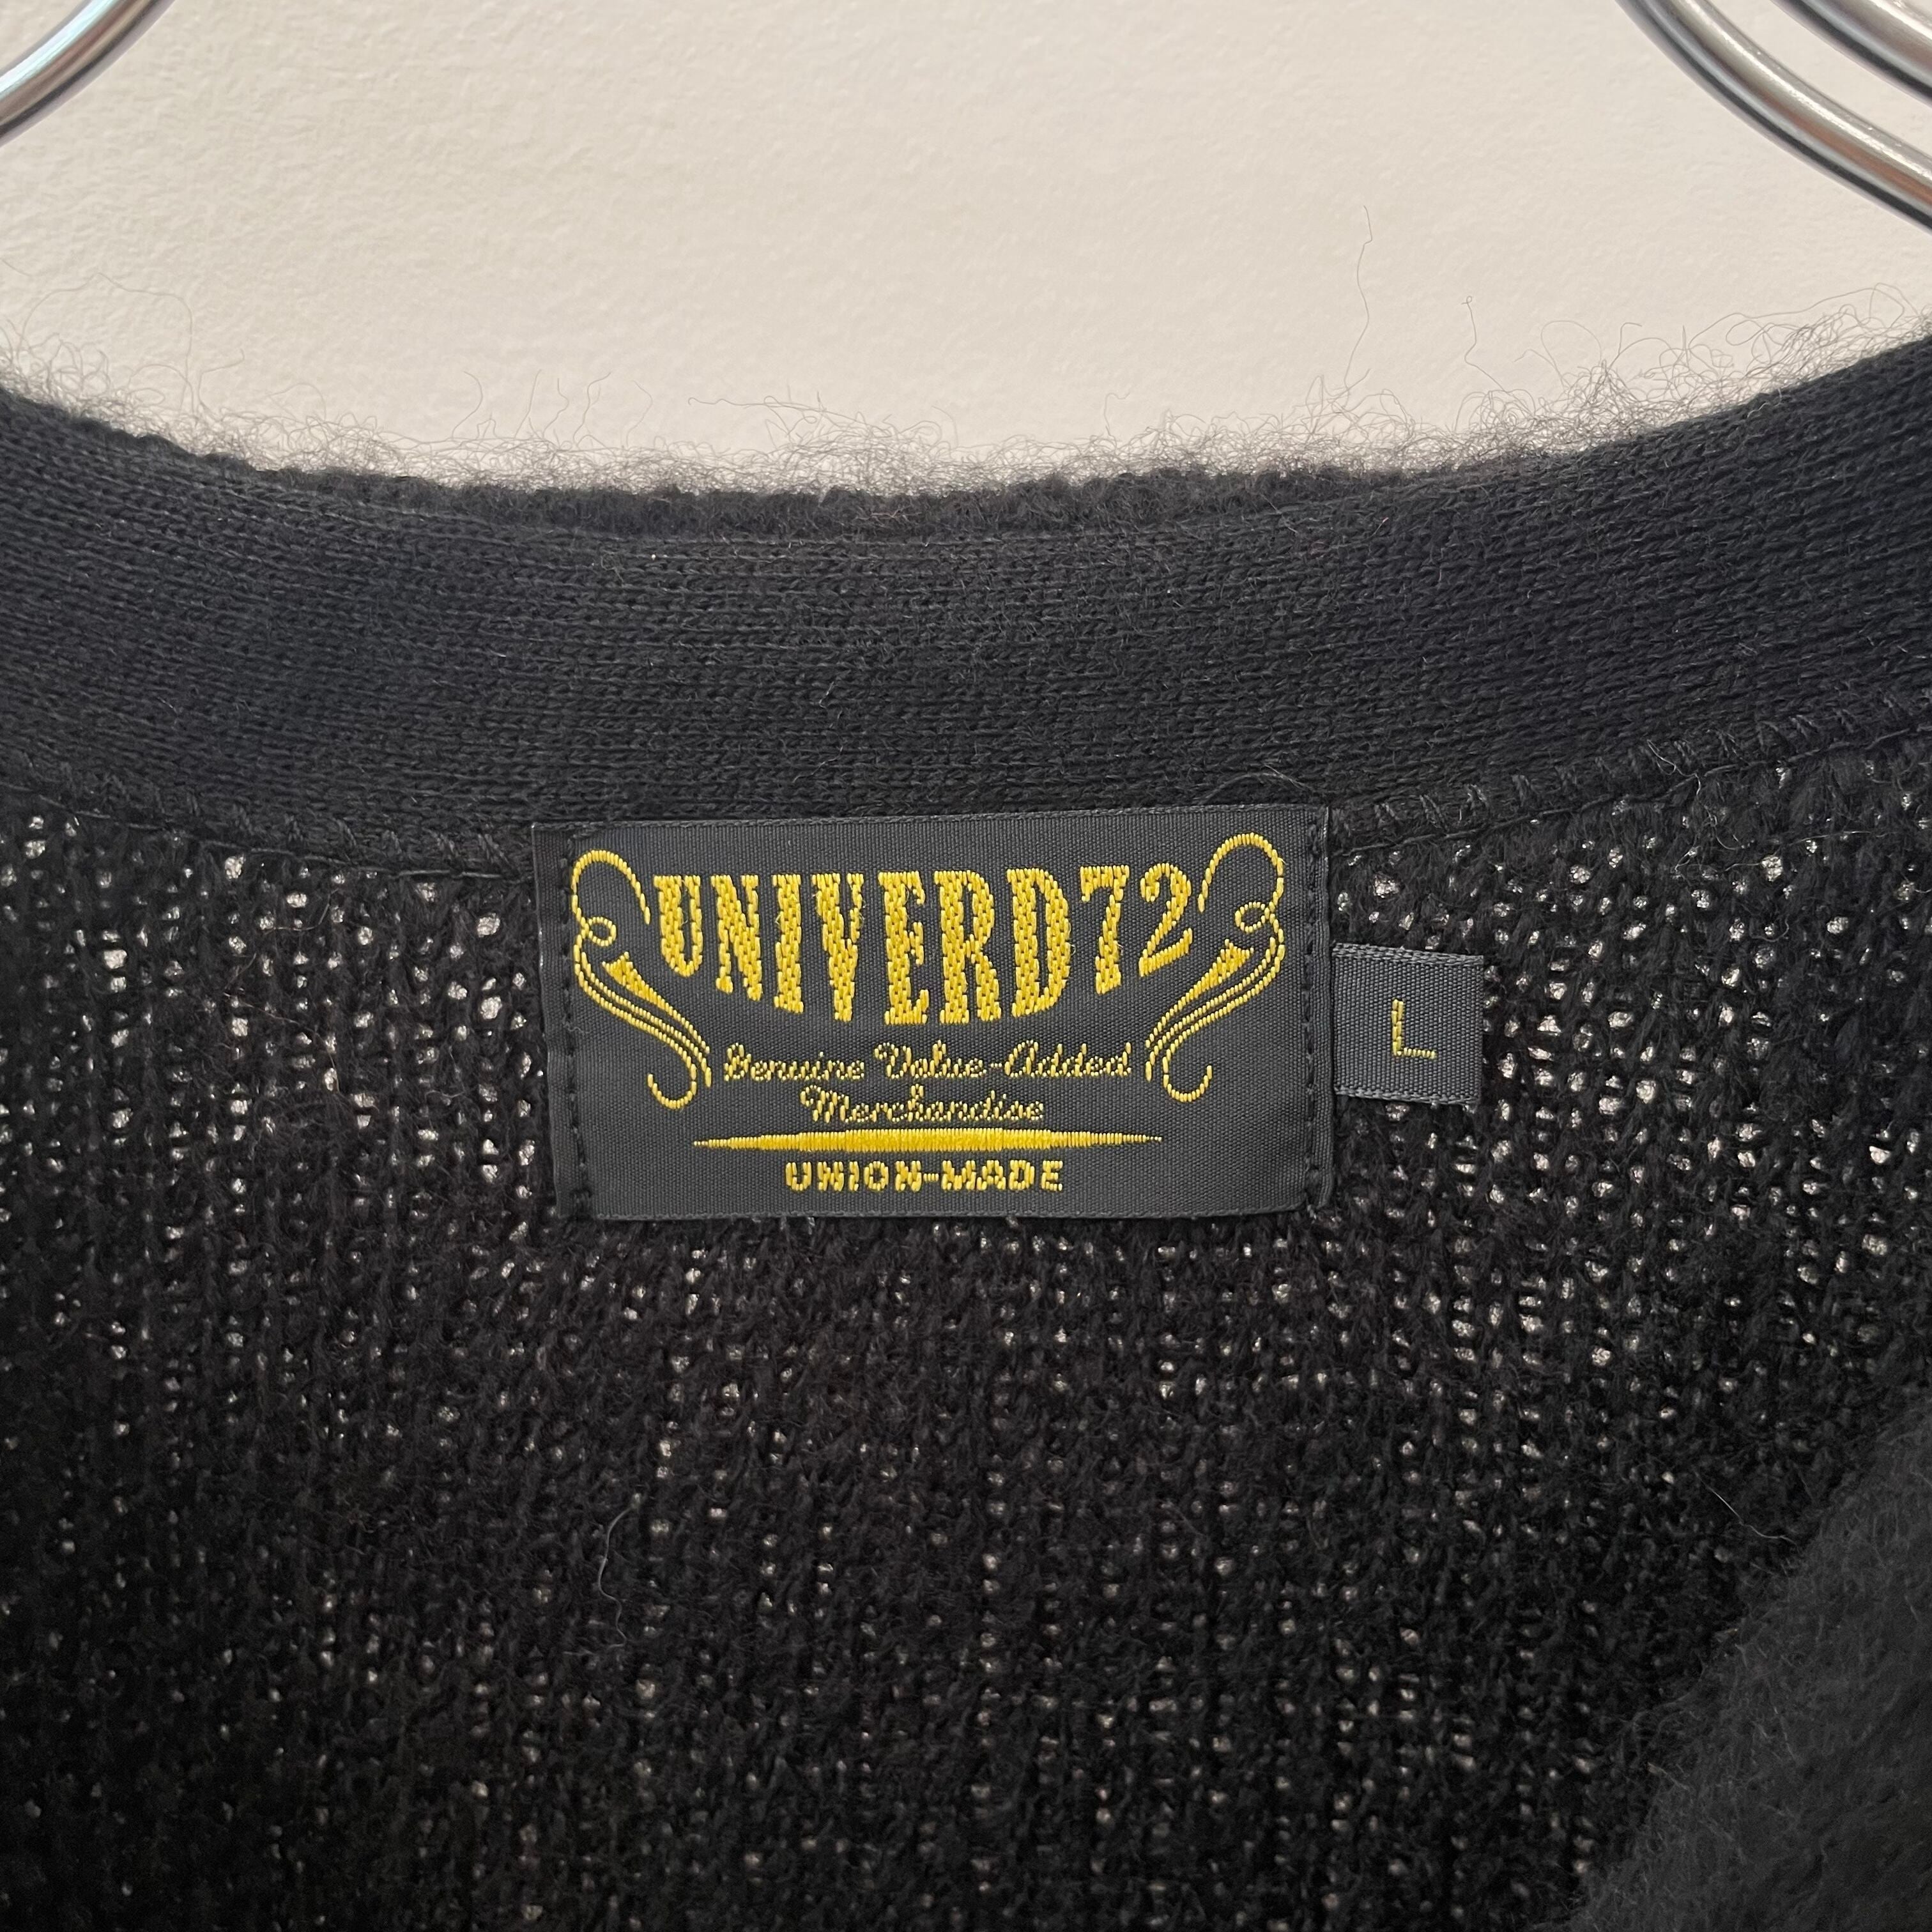 UNIVERD72
Genuine Value-Added
Merchandise
UNION-MADE
L